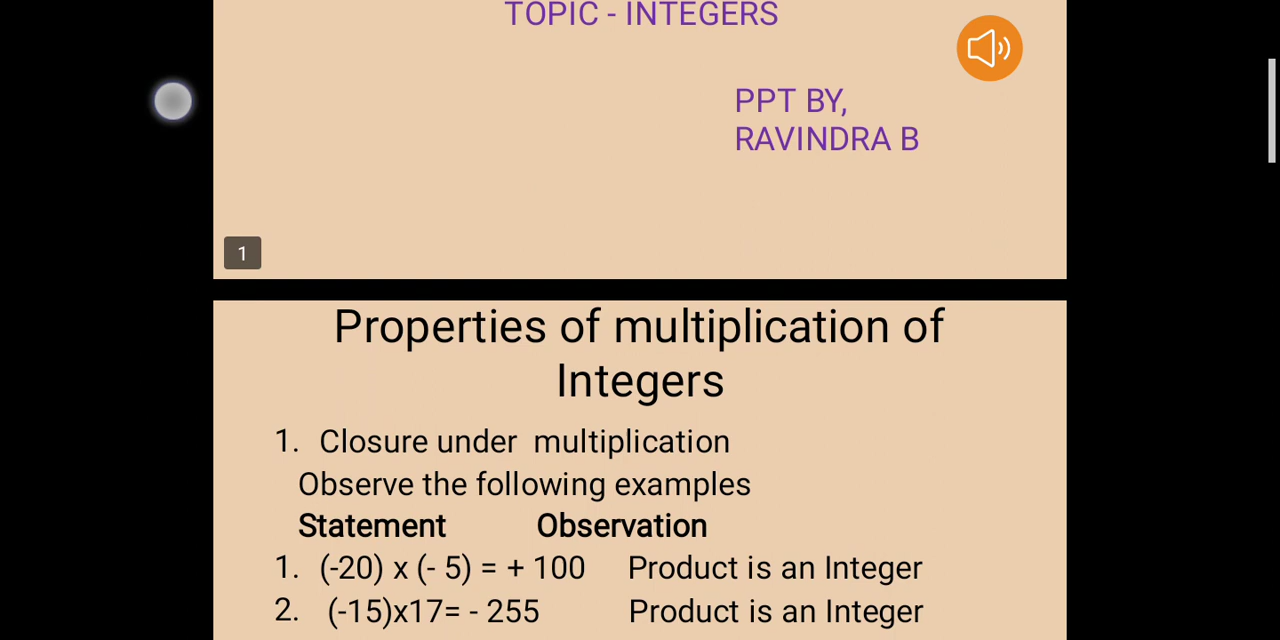 TOPIC - INTEGERS
PPT BY,
RAVINDRA B
1
Properties of multiplication of
Integers
1. Closure under multiplication
Observe the following examples
Statement Observation
1. (-20) x (- 5) = + 100 Product is an Integer
2. (-15)x17= - 255 Product is an Integer